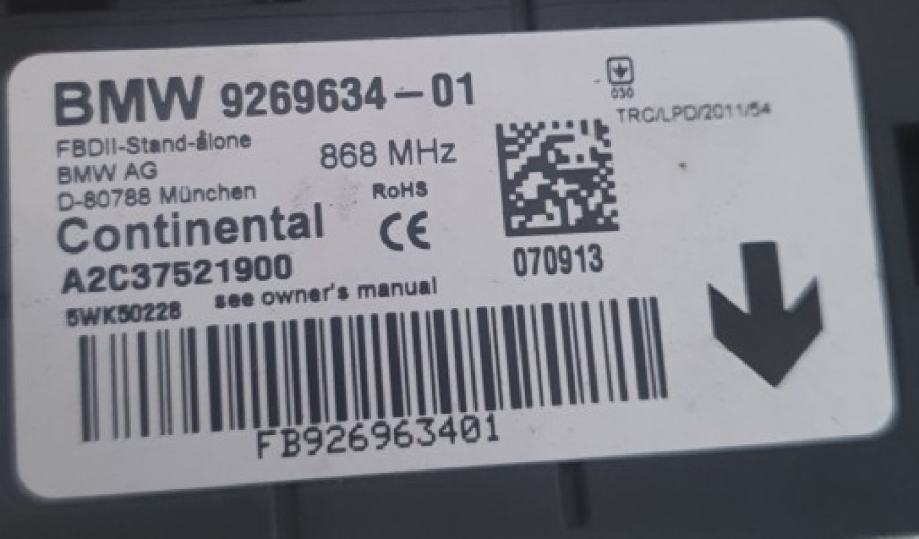 BMW 9269634-01
030
TRC/LPD/2011/54
FBDII-Stand-alone
868 MHz
BMW AG
D-80788 München
RoHS
Continental
CE
A2C37521900
070913
5WK50228
see owner's manual
FB926963401